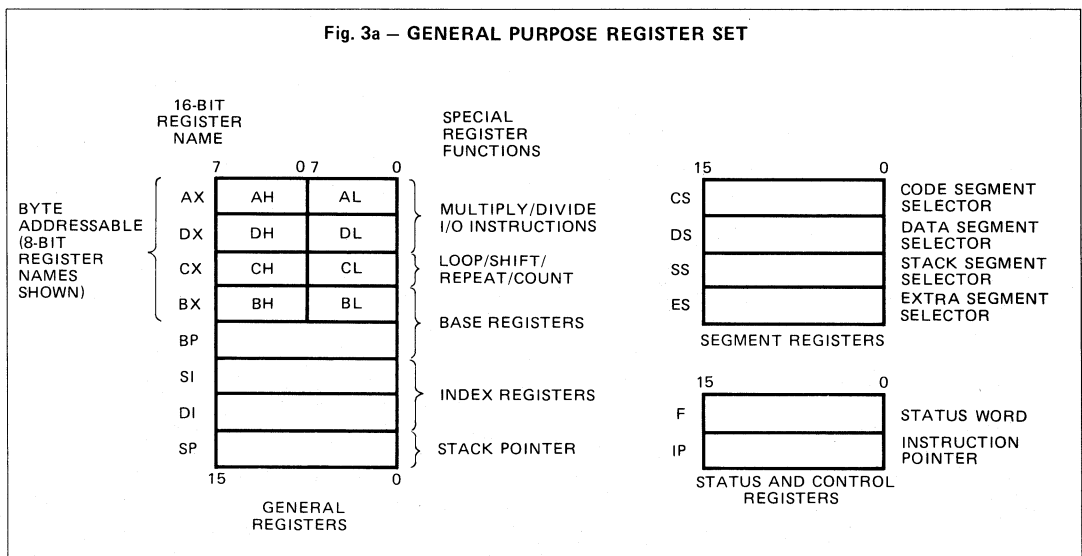 Fig. 3a — GENERAL PURPOSE REGISTER SET
16-BIT
REGISTER
NAME
SPECIAL
REGISTER
FUNCTIONS
7 0 7 0
BYTE
ADDRESSABLE
(8-BIT
REGISTER
NAMES
SHOWN)
AX AH AL
DX DH DL
CX CH CL
BX BH BL
BP
SI
DI
SP
15 0
MULTIPLY/DIVIDE
I/O INSTRUCTIONS
LOOP/SHIFT/
REPEAT/COUNT
BASE REGISTERS
INDEX REGISTERS
STACK POINTER
GENERAL
REGISTERS
15 0
CS CODE SEGMENT
SELECTOR
DS DATA SEGMENT
SELECTOR
SS STACK SEGMENT
SELECTOR
ES EXTRA SEGMENT
SELECTOR
SEGMENT REGISTERS
15 0
F STATUS WORD
IP INSTRUCTION
POINTER
STATUS AND CONTROL
REGISTERS